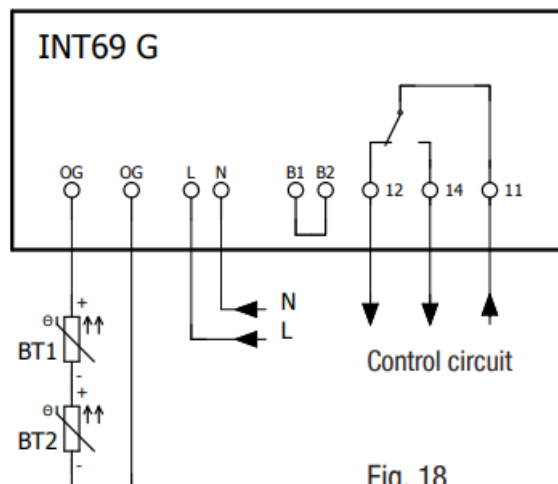 INT69 G
OG OG L N B1 B2 12 14 11
N
L
+
θ
BT1
-
+
θ
BT2
-
Control circuit
Fig. 18